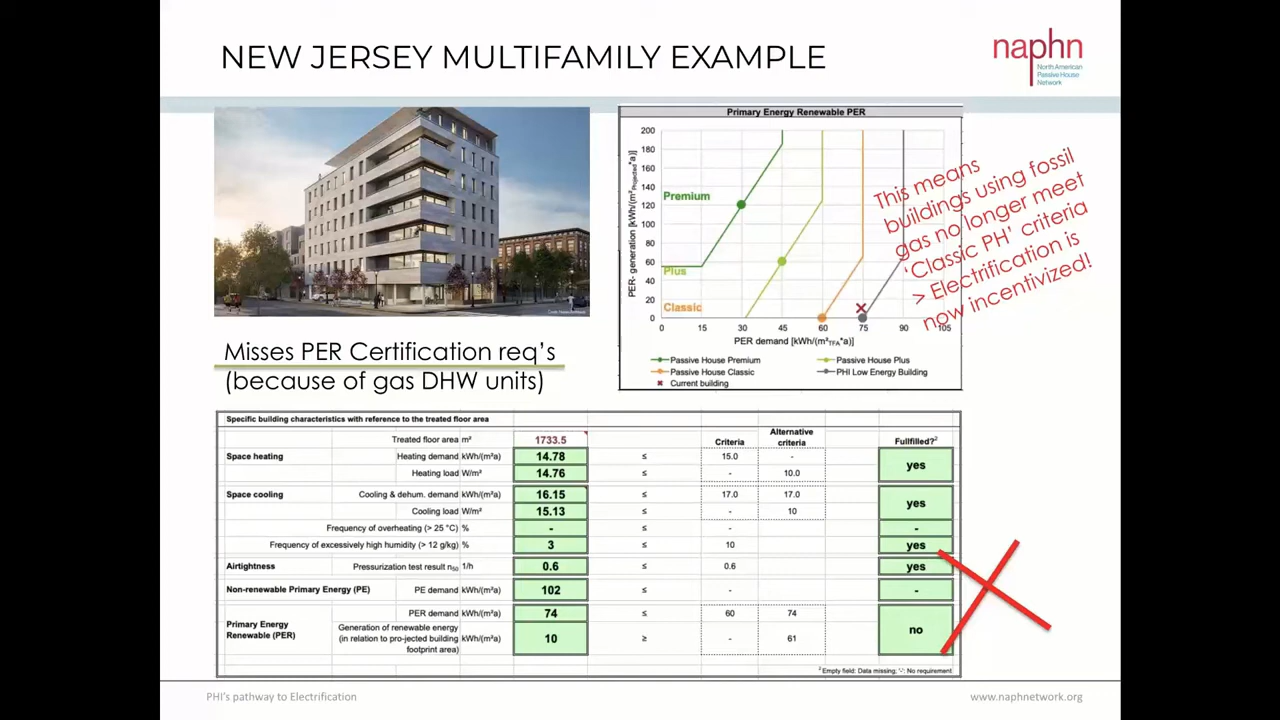 NEW JERSEY MULTIFAMILY EXAMPLE
naphn
North American
Passive House
Network
Misses PER Certification req's
(because of gas DHW units)
Primary Energy Renewable PER
PER- generation [kWh/(m²Projected*a)]
200
180
160
140
120
100
80
60
40
20
0
Premium
Plus
Classic
0 15 30 45 60 75 90 105
PER demand [kWh/(m²TFA*a)]
Passive House Premium
Passive House Plus
Passive House Classic
PHI Low Energy Building
Current building
This means
buildings using fossil
gas no longer meet
'Classic PH' criteria
> Electrification is
now incentivized!
Specific building characteristics with reference to the treated floor area
Treated floor area m² 1733.5 Criteria Alternative criteria Fullfilled?²
Space heating Heating demand kWh/(m²a) 14.78 ≤ 15.0 - yes
Heating load W/m² 14.76 ≤ - 10.0
Space cooling Cooling & dehum. demand kWh/(m²a) 16.15 ≤ 17.0 17.0 yes
Cooling load W/m² 15.13 ≤ - 10
Frequency of overheating (> 25 °C) % - ≤ - -
Frequency of excessively high humidity (> 12 g/kg) % 3 ≤ 10 yes
Airtightness Pressurization test result n50 1/h 0.6 ≤ 0.6 yes
Non-renewable Primary Energy (PE) PE demand kWh/(m²a) 102 ≤ - -
Primary Energy Renewable (PER) PER demand kWh/(m²a) 74 ≤ 60 74 no
Generation of renewable energy (in relation to pro-jected building footprint area) kWh/(m²a) 10 ≥ - 61
² Empty field: Data missing; '-': No requirement
PHI's pathway to Electrification
www.naphnetwork.org